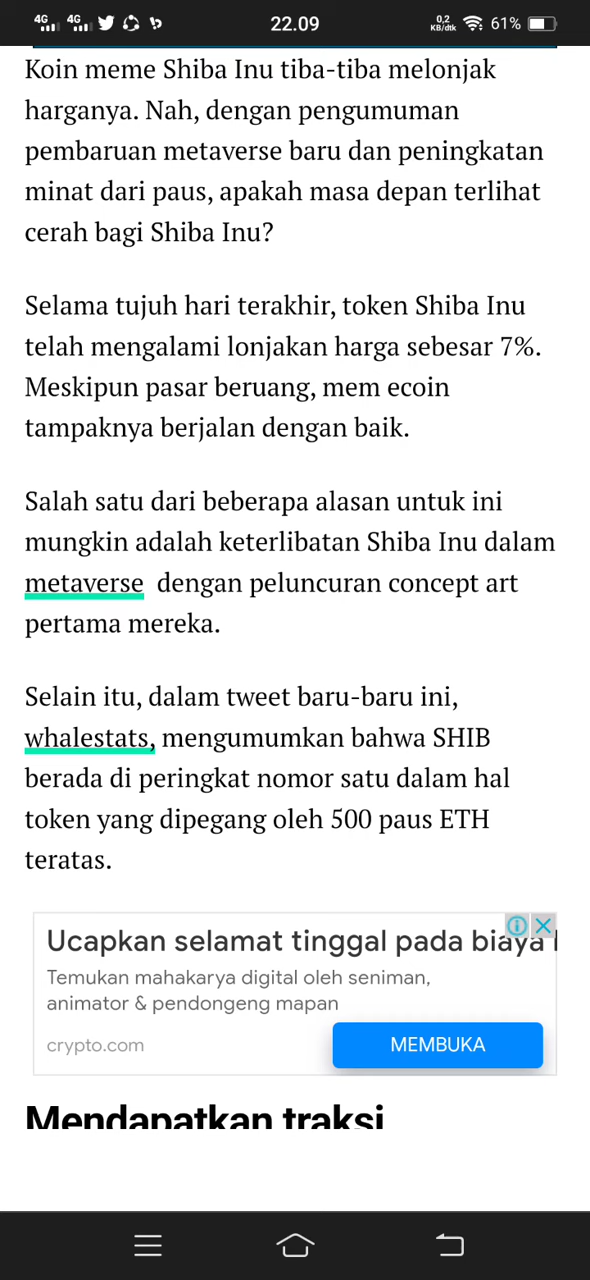 4G 4G 22.09 0,2 KB/dtk 61%
Koin meme Shiba Inu tiba-tiba melonjak
harganya. Nah, dengan pengumuman
pembaruan metaverse baru dan peningkatan
minat dari paus, apakah masa depan terlihat
cerah bagi Shiba Inu?
Selama tujuh hari terakhir, token Shiba Inu
telah mengalami lonjakan harga sebesar 7%.
Meskipun pasar beruang, mem ecoin
tampaknya berjalan dengan baik.
Salah satu dari beberapa alasan untuk ini
mungkin adalah keterlibatan Shiba Inu dalam
metaverse dengan peluncuran concept art
pertama mereka.
Selain itu, dalam tweet baru-baru ini,
whalestats, mengumumkan bahwa SHIB
berada di peringkat nomor satu dalam hal
token yang dipegang oleh 500 paus ETH
teratas.
Ucapkan selamat tinggal pada biaya
Temukan mahakarya digital oleh seniman,
animator & pendongeng mapan
crypto.com
MEMBUKA
Mendapatkan traksi